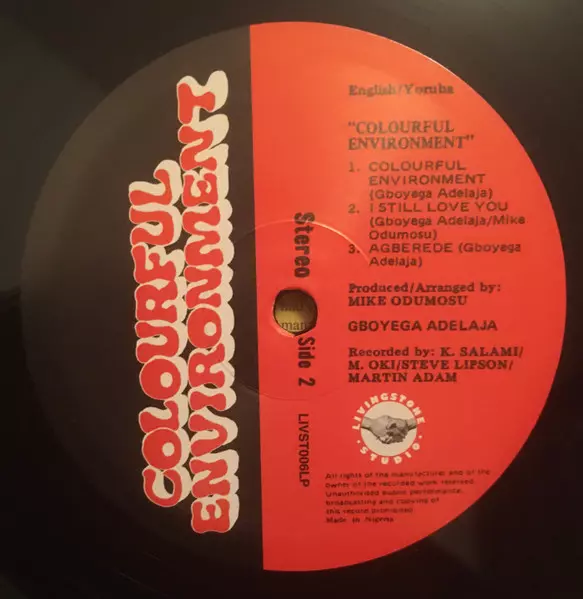 COLOURFUL
ENVIRONMENT
English/Yoruba
"COLOURFUL
ENVIRONMENT"
1. COLOURFUL
ENVIRONMENT
(Gboyega Adelaja)
2. I STILL LOVE YOU
(Gboyega Adelaja/Mike
Odumosu)
3. AGBEREDE (Gboyega
Adelaja)
Produced/Arranged by:
MIKE ODUMOSU
GBOYEGA ADELAJA
Recorded by: K. SALAMI/
M. OKI/STEVE LIPSON/
MARTIN ADAM
Stereo Side 2
LIVST006LP
LIVINGSTONE
STUDIO
All rights of the manufacturer and of the
owner of the recorded work reserved
Unauthorised public performance,
broadcasting and copying of
this record prohibited
Made in Nigeria